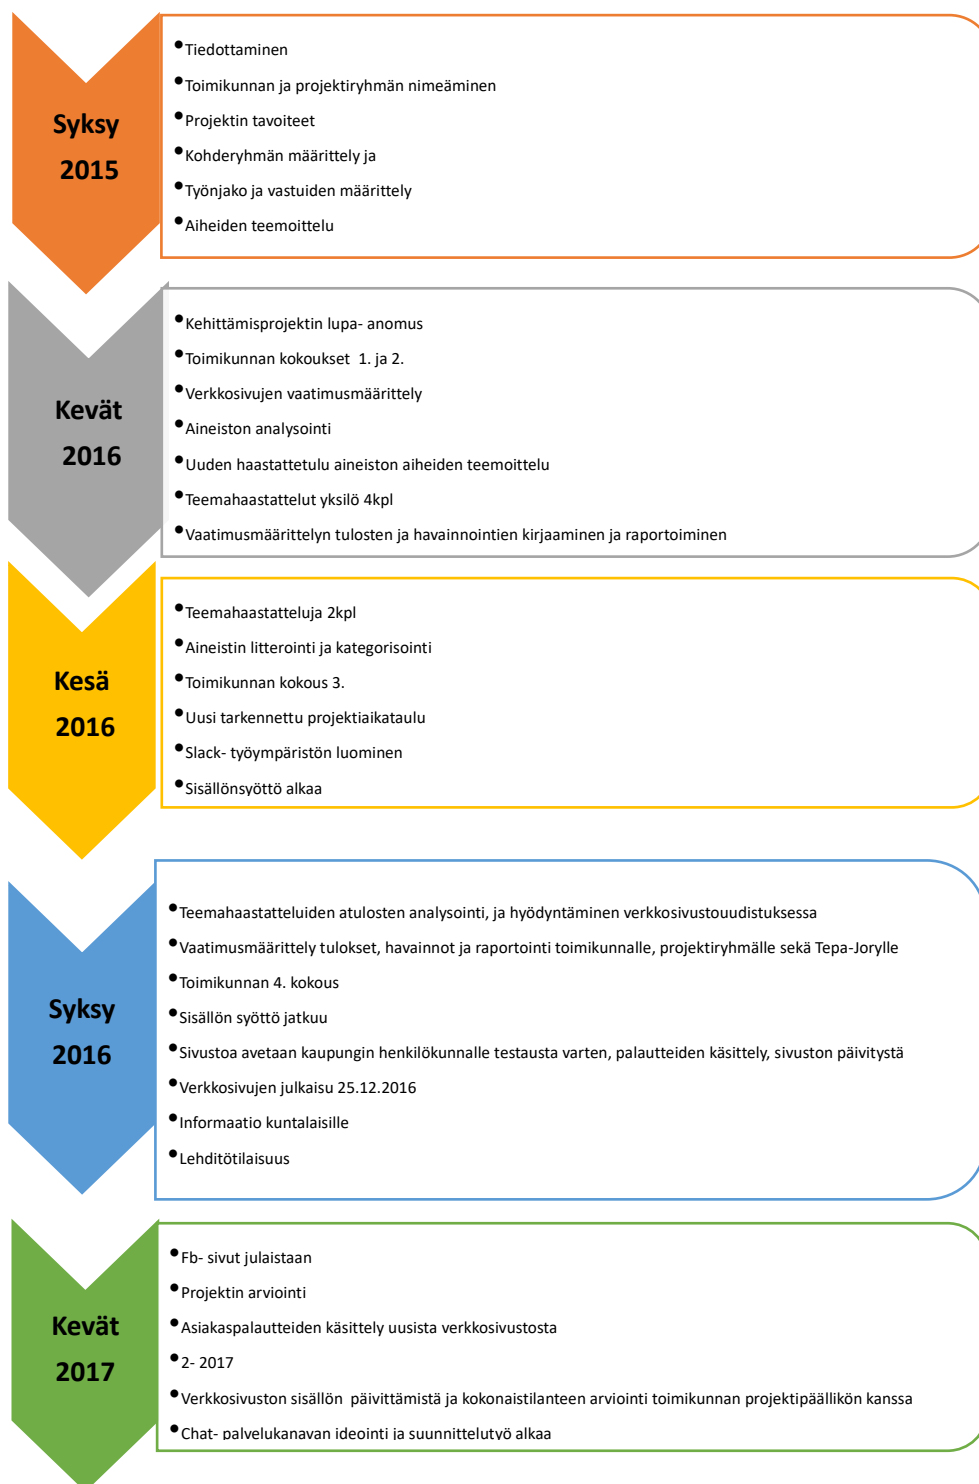 Syksy
2015
•Tiedottaminen
•Toimikunnan ja projektiryhmän nimeäminen
•Projektin tavoiteet
•Kohderyhmän määrittely ja
•Työnjako ja vastuiden määrittely
•Aiheiden teemoittelu
Kevät
2016
•Kehittämisprojektin lupa- anomus
•Toimikunnan kokoukset 1. ja 2.
•Verkkosivujen vaatimusmäärittely
•Aineiston analysointi
•Uuden haastattetulu aineiston aiheiden teemoittelu
•Teemahaastattelut yksilö 4kpl
•Vaatimusmäärittelyn tulosten ja havainnointien kirjaaminen ja raportoiminen
Kesä
2016
•Teemahaastatteluja 2kpl
•Aineistin litterointi ja kategorisointi
•Toimikunnan kokous 3.
•Uusi tarkennettu projektiaikataulu
•Slack- työympäristön luominen
•Sisällönsyöttö alkaa
Syksy
2016
•Teemahaastatteluiden atulosten analysointi, ja hyödyntäminen verkkosivustouudistuksessa
•Vaatimusmäärittely tulokset, havainnot ja raportointi toimikunnalle, projektiryhmälle sekä Tepa-Jorylle
•Toimikunnan 4. kokous
•Sisällön syöttö jatkuu
•Sivustoa avetaan kaupungin henkilökunnalle testausta varten, palautteiden käsittely, sivuston päivitystä
•Verkkosivujen julkaisu 25.12.2016
•Informaatio kuntalaisille
•Lehditötilaisuus
Kevät
2017
•Fb- sivut julaistaan
•Projektin arviointi
•Asiakaspalautteiden käsittely uusista verkkosivustosta
•2- 2017
•Verkkosivuston sisällön päivittämistä ja kokonaistilanteen arviointi toimikunnan projektipäällikön kanssa
•Chat- palvelukanavan ideointi ja suunnittelutyö alkaa